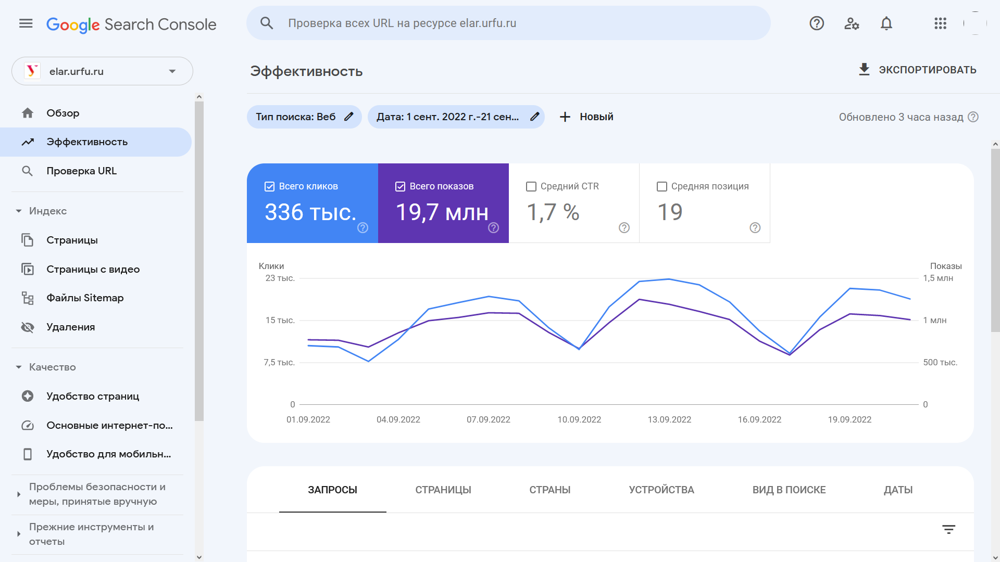 Google Search Console
Проверка всех URL на ресурсе elar.urfu.ru
elar.urfu.ru
Эффективность
ЭКСПОРТИРОВАТЬ
Обзор
Эффективность
Проверка URL
Индекс
Страницы
Страницы с видео
Файлы Sitemap
Удаления
Качество
Удобство страниц
Основные интернет-по...
Удобство для мобильн...
Проблемы безопасности и
меры, принятые вручную
Прежние инструменты и
отчеты
Тип поиска: Веб
Дата: 1 сент. 2022 г.-21 сен...
Новый
Обновлено 3 часа назад
Всего кликов
336 тыс.
Всего показов
19,7 млн
Средний CTR
1,7 %
Средняя позиция
19
Клики
Показы
23 тыс.
1,5 млн
15 тыс.
1 млн
7,5 тыс.
500 тыс.
0
0
01.09.2022
04.09.2022
07.09.2022
10.09.2022
13.09.2022
16.09.2022
19.09.2022
ЗАПРОСЫ
СТРАНИЦЫ
СТРАНЫ
УСТРОЙСТВА
ВИД В ПОИСКЕ
ДАТЫ